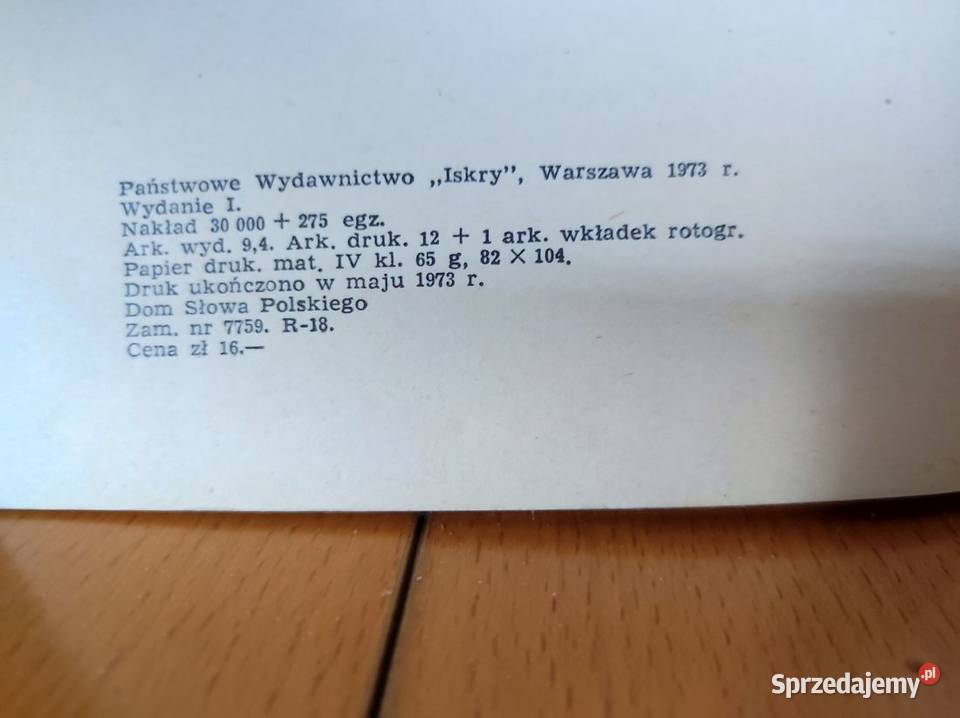 Państwowe Wydawnictwo „Iskry”, Warszawa 1973 r.
Wydanie I.
Nakład 30 000 + 275 egz.
Ark. wyd. 9,4. Ark. druk. 12 + 1 ark. wkładek rotogr.
Papier druk. mat. IV kl. 65 g, 82 × 104.
Druk ukończono w maju 1973 r.
Dom Słowa Polskiego
Zam. nr 7759. R-18.
Cena zł 16.—
Sprzedajemy.pl